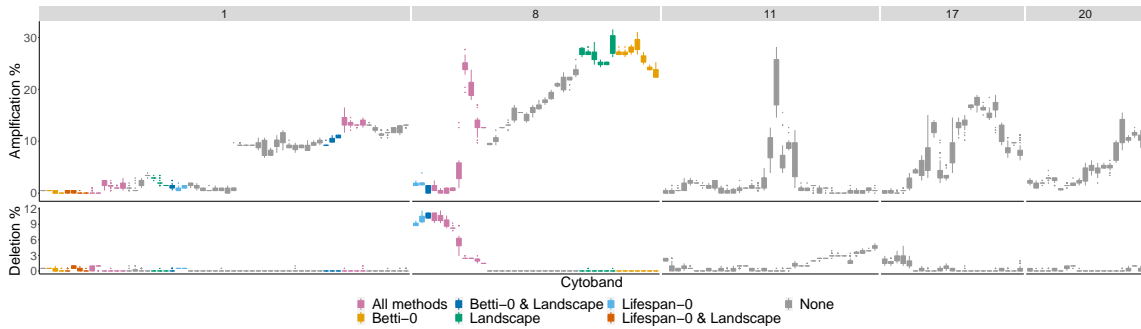 1 8 11 17 20
Amplification %
30
20
10
0
Deletion %
12
9
6
3
0
Cytoband
All methods Betti-0 & Landscape Lifespan-0 None
Betti-0 Landscape Lifespan-0 & Landscape